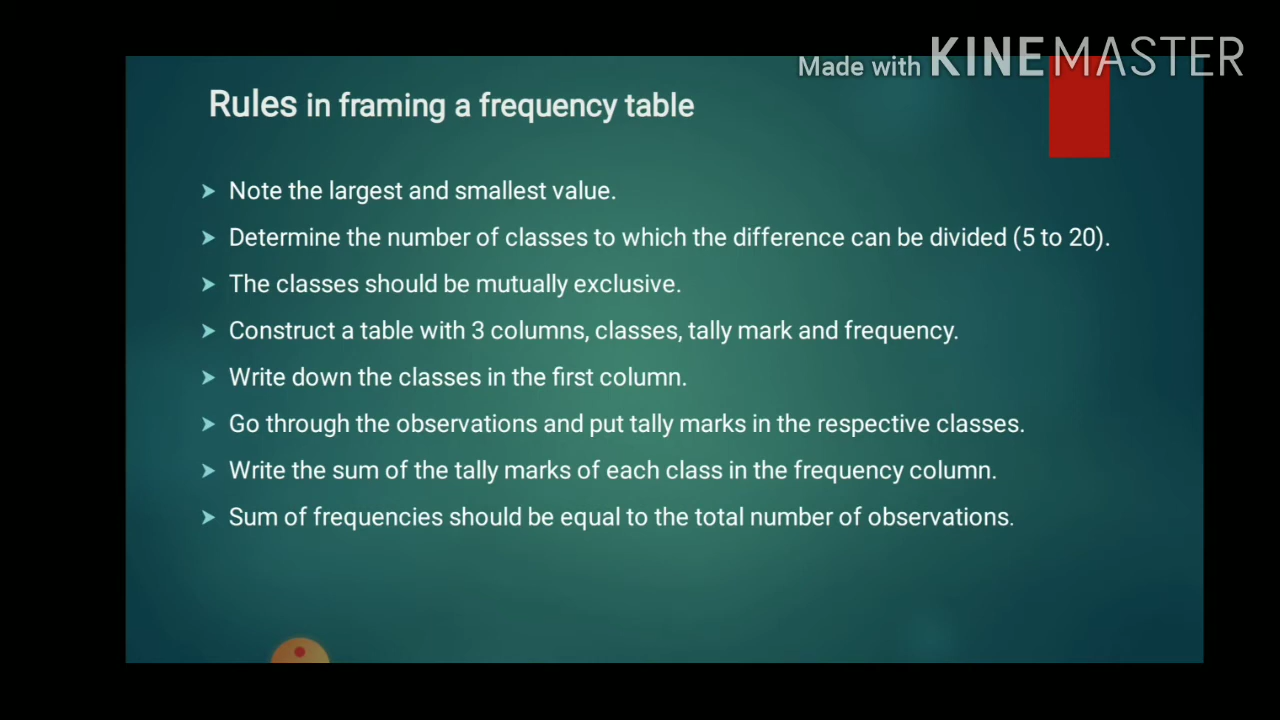 Made with KINEMASTER
Rules in framing a frequency table
Note the largest and smallest value.
Determine the number of classes to which the difference can be divided (5 to 20).
The classes should be mutually exclusive.
Construct a table with 3 columns, classes, tally mark and frequency.
Write down the classes in the first column.
Go through the observations and put tally marks in the respective classes.
Write the sum of the tally marks of each class in the frequency column.
Sum of frequencies should be equal to the total number of observations.